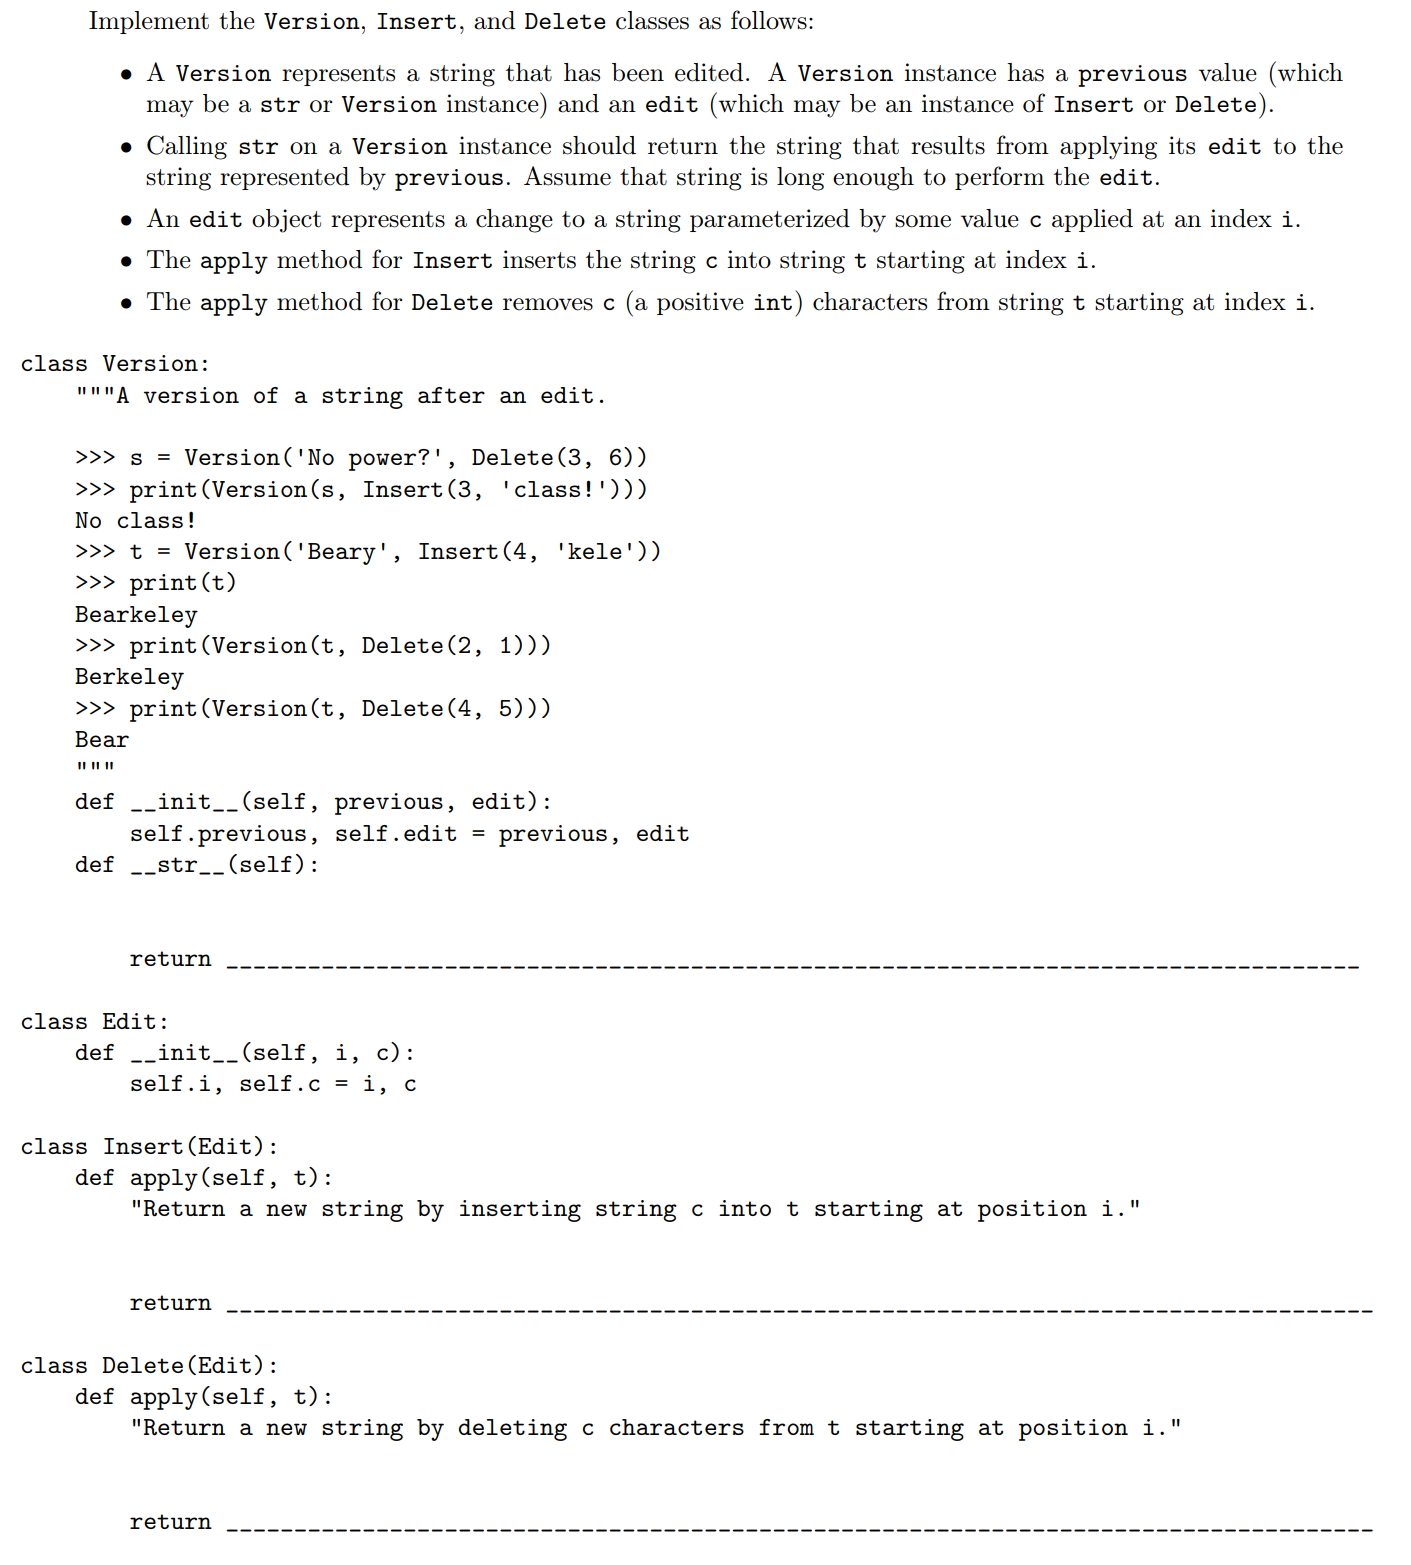 Implement the Version, Insert, and Delete classes as follows:
• A Version represents a string that has been edited. A Version instance has a previous value (which
may be a str or Version instance) and an edit (which may be an instance of Insert or Delete).
• Calling str on a Version instance should return the string that results from applying its edit to the
string represented by previous. Assume that string is long enough to perform the edit.
• An edit object represents a change to a string parameterized by some value c applied at an index i.
• The apply method for Insert inserts the string c into string t starting at index i.
• The apply method for Delete removes c (a positive int) characters from string t starting at index i.
class Version:
    """A version of a string after an edit.
    >>> s = Version('No power?', Delete(3, 6))
    >>> print(Version(s, Insert(3, 'class!')))
    No class!
    >>> t = Version('Beary', Insert(4, 'kele'))
    >>> print(t)
    Bearkeley
    >>> print(Version(t, Delete(2, 1)))
    Berkeley
    >>> print(Version(t, Delete(4, 5)))
    Bear
    """
    def __init__(self, previous, edit):
        self.previous, self.edit = previous, edit
    def __str__(self):
        return ___________________________________________________________________________________
class Edit:
    def __init__(self, i, c):
        self.i, self.c = i, c
class Insert(Edit):
    def apply(self, t):
        "Return a new string by inserting string c into t starting at position i."
        return ____________________________________________________________________________________
class Delete(Edit):
    def apply(self, t):
        "Return a new string by deleting c characters from t starting at position i."
        return ____________________________________________________________________________________